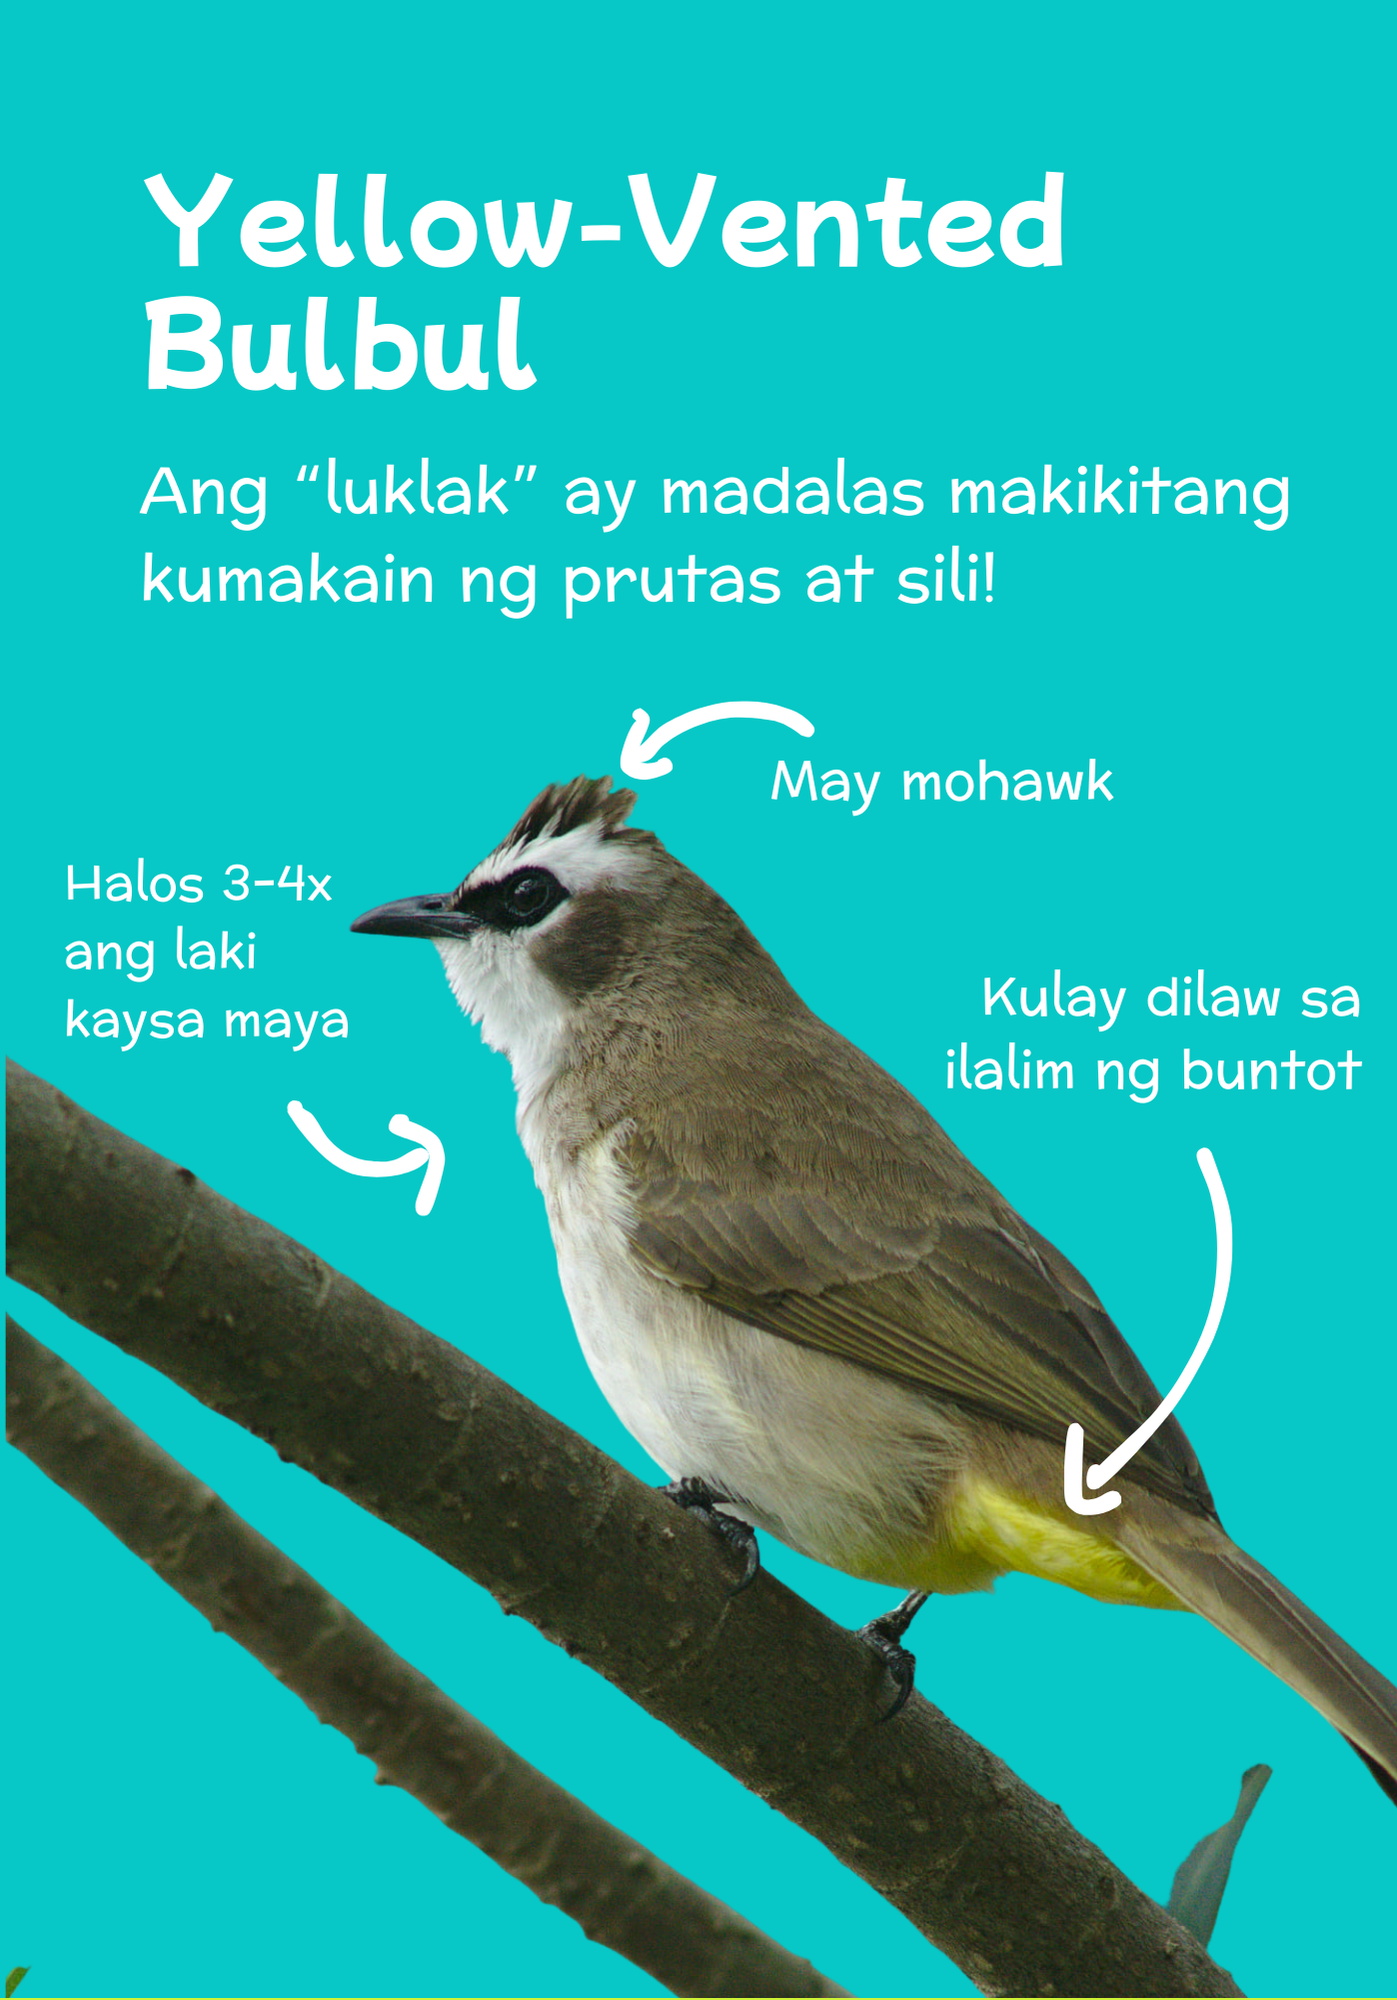 Yellow-Vented
Bulbul
Ang “luklak” ay madalas makikitang
kumakain ng prutas at sili!
May mohawk
Halos 3-4x
ang laki
kaysa maya
Kulay dilaw sa
ilalim ng buntot